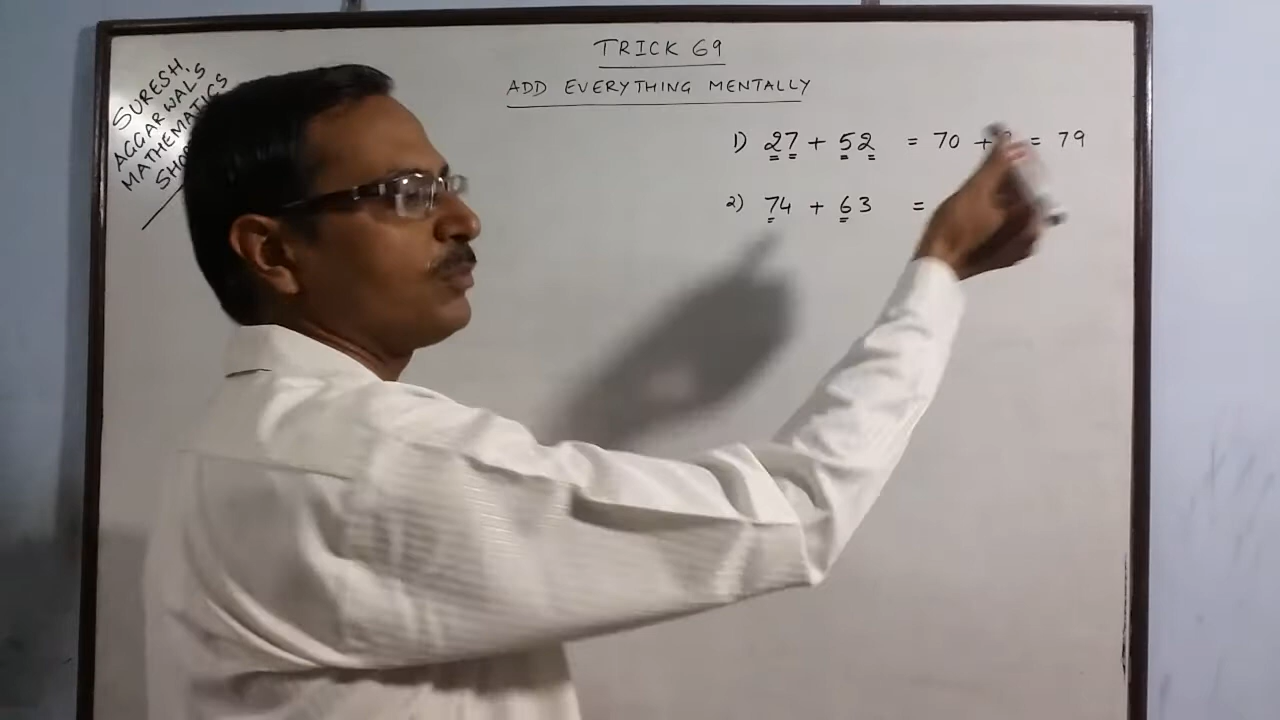 TRICK 69
ADD EVERYTHING MENTALLY
SURESH
AGGARWAL'S
MATHEMATICS
1) 27 + 52 = 70 + = 79
2) 74 + 63 =